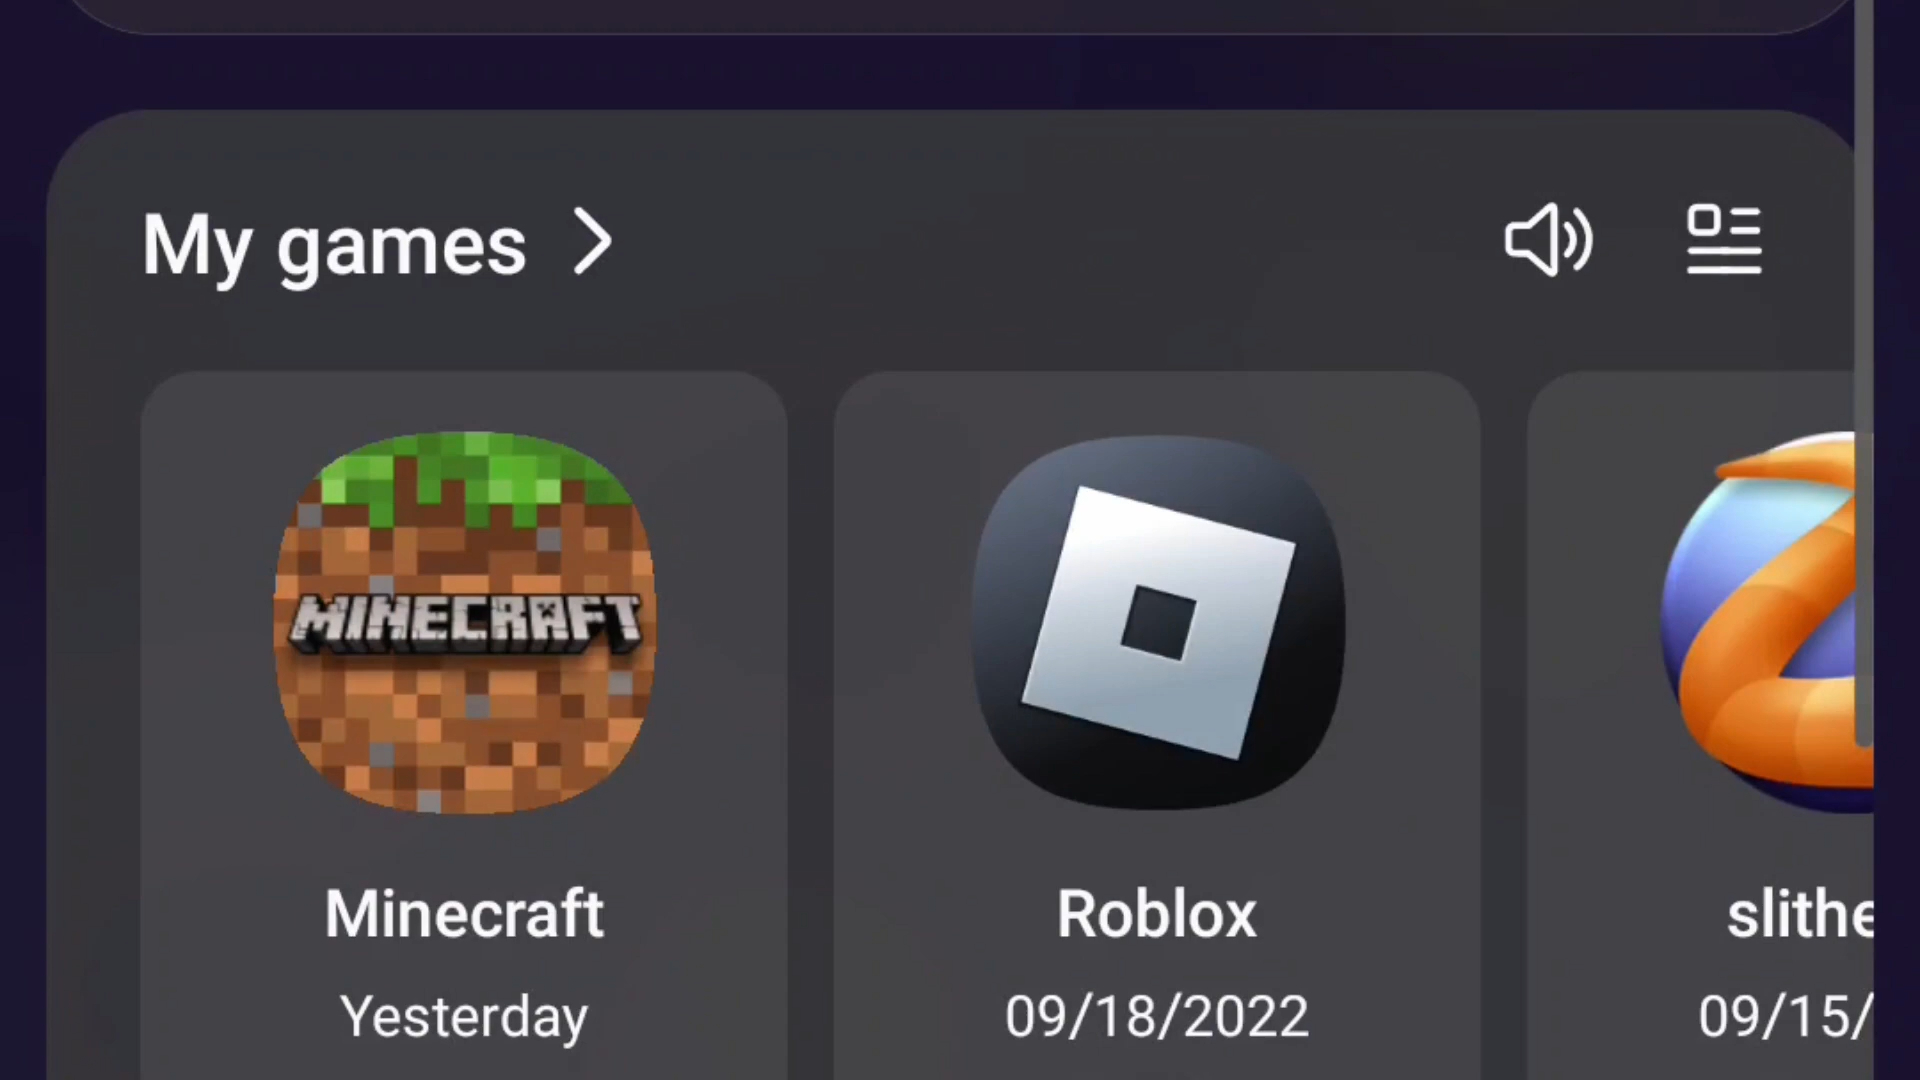 My games
MINECRAFT
Minecraft
Roblox
slithe
Yesterday
09/18/2022
09/15/